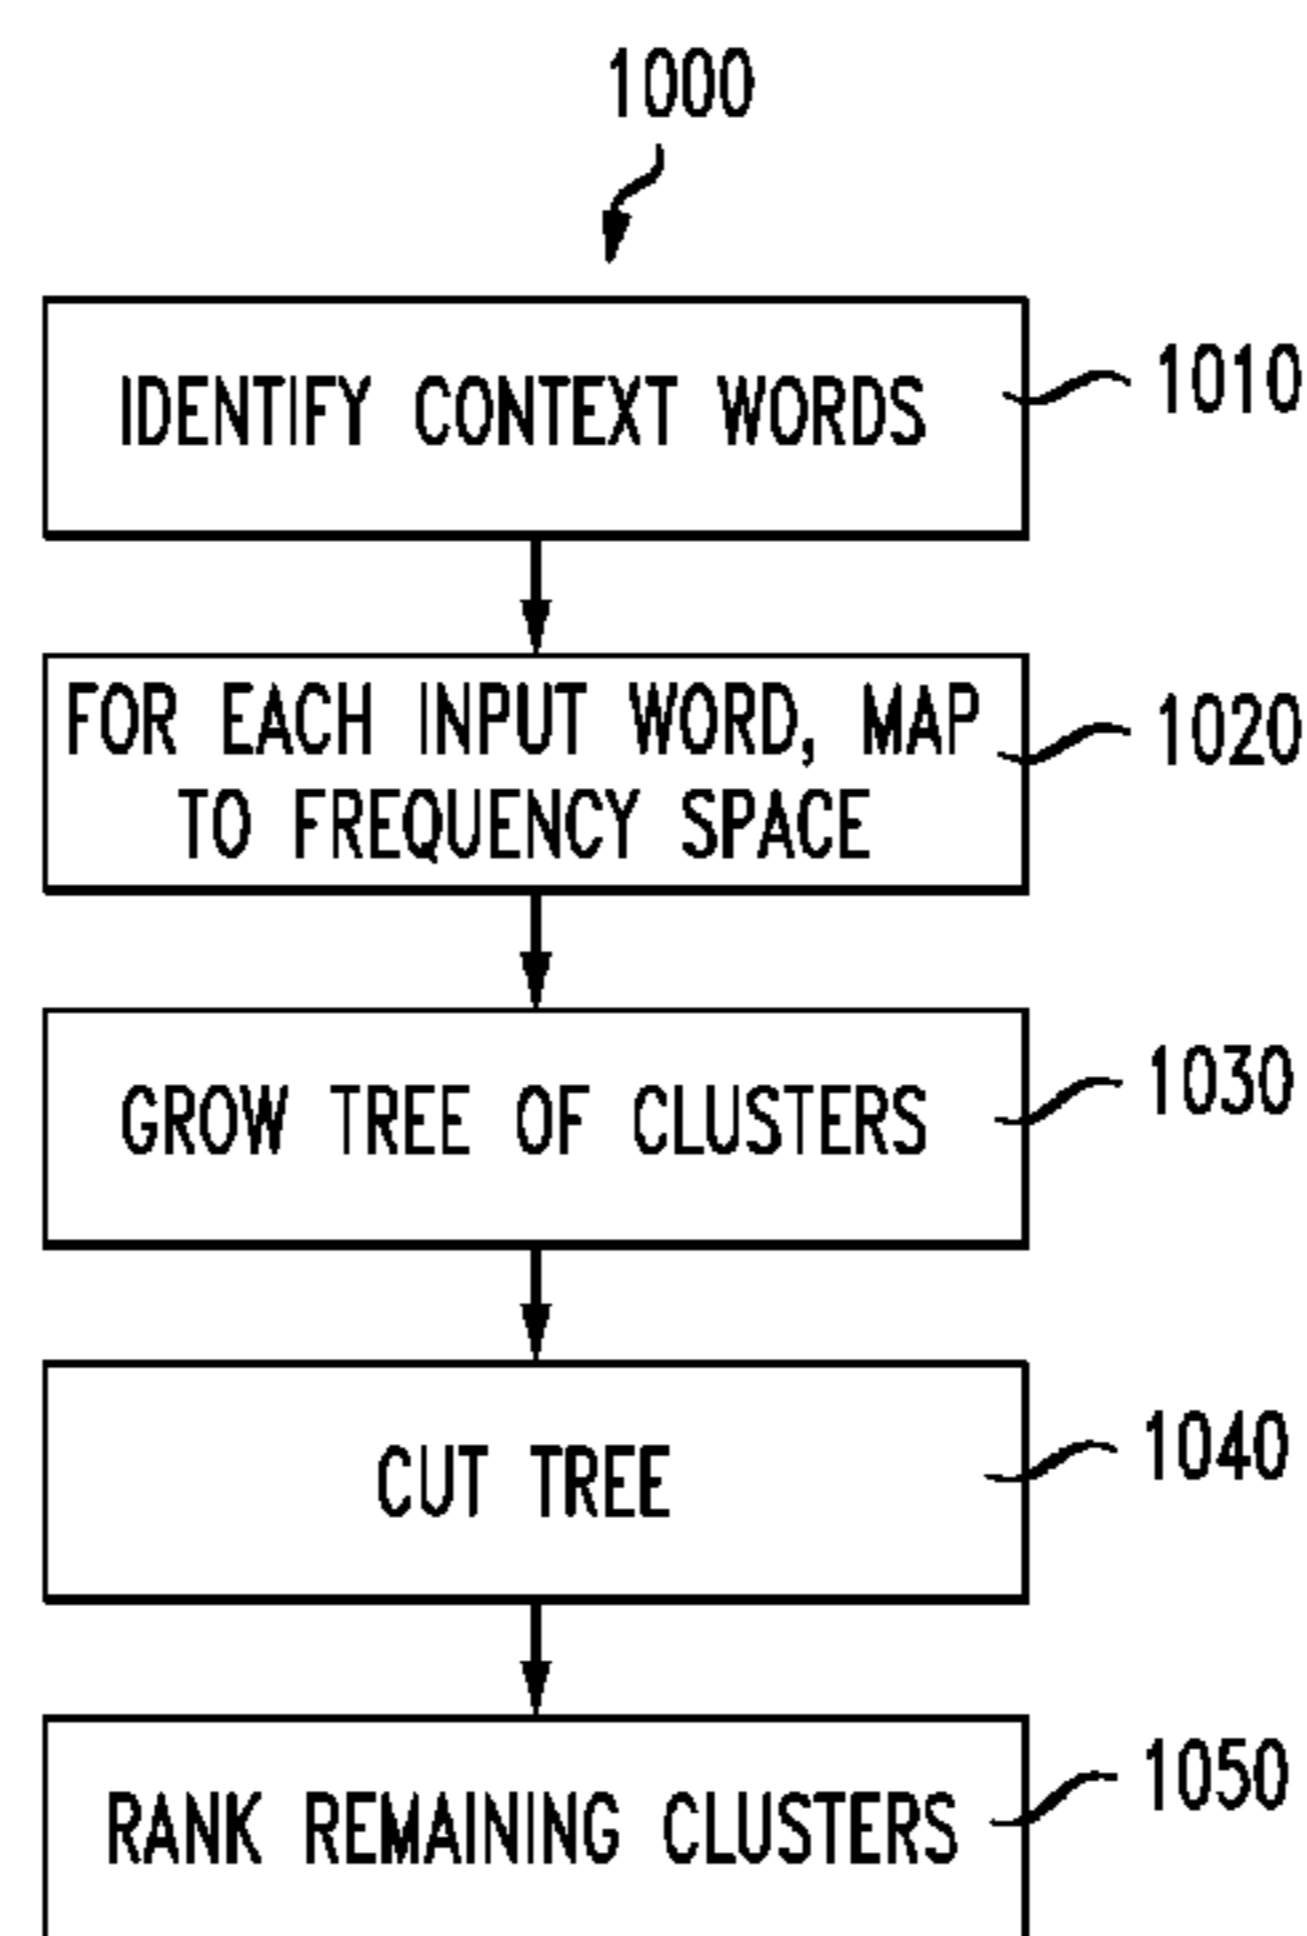 1000
IDENTIFY CONTEXT WORDS
1010
FOR EACH INPUT WORD, MAP
TO FREQUENCY SPACE
1020
GROW TREE OF CLUSTERS
1030
CUT TREE
1040
RANK REMAINING CLUSTERS
1050